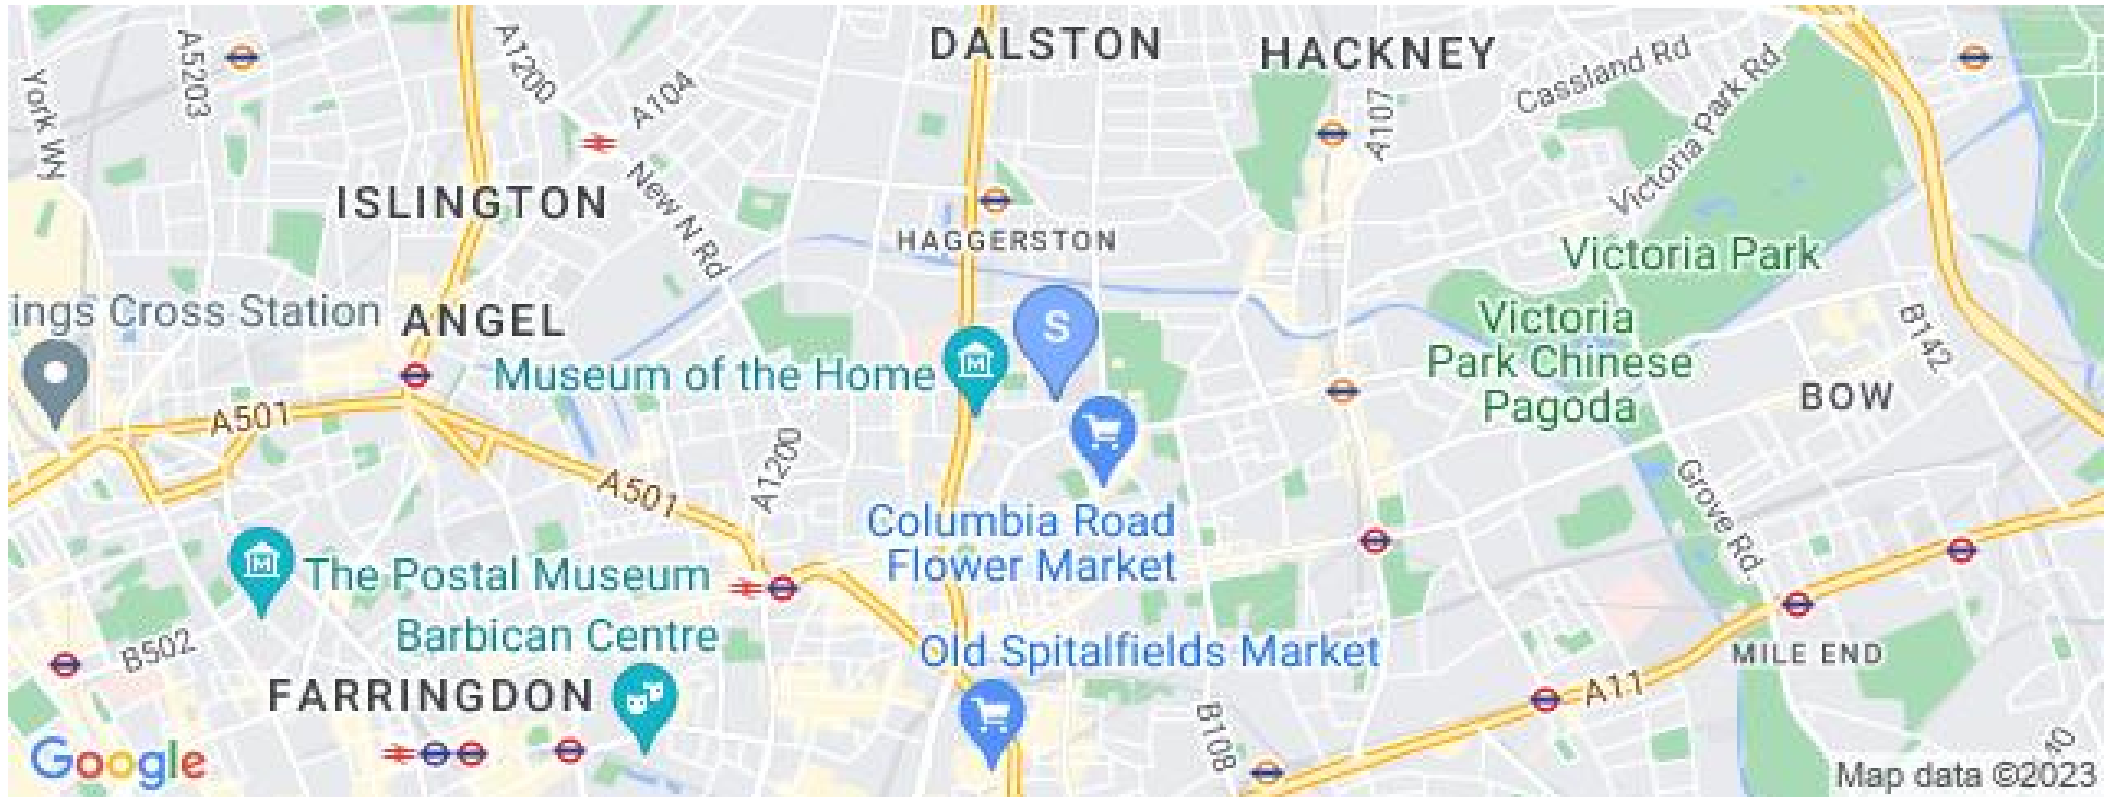 DALSTON
HACKNEY
A5203
A1200
A104
Cassland Rd
Victoria Park Rd
York Wy
A107
ISLINGTON
New N Rd
HAGGERSTON
Victoria Park
ings Cross Station
ANGEL
S
Victoria
Park Chinese
Pagoda
B142
Museum of the Home
BOW
A501
A1200
A501
Grove Rd
Columbia Road
Flower Market
The Postal Museum
Barbican Centre
B502
Old Spitalfields Market
MILE END
FARRINGDON
A11
B108
Google
Map data ©2023